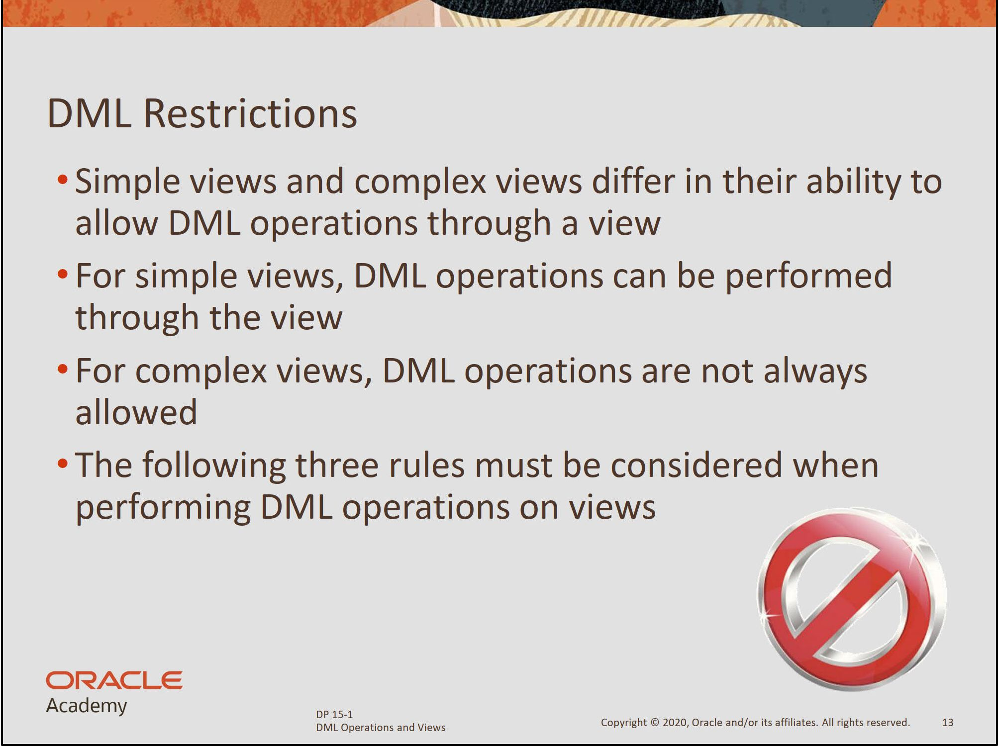 DML Restrictions
• Simple views and complex views differ in their ability to
allow DML operations through a view
• For simple views, DML operations can be performed
through the view
• For complex views, DML operations are not always
allowed
• The following three rules must be considered when
performing DML operations on views
ORACLE
Academy
DP 15-1
DML Operations and Views
Copyright © 2020, Oracle and/or its affiliates. All rights reserved.
13